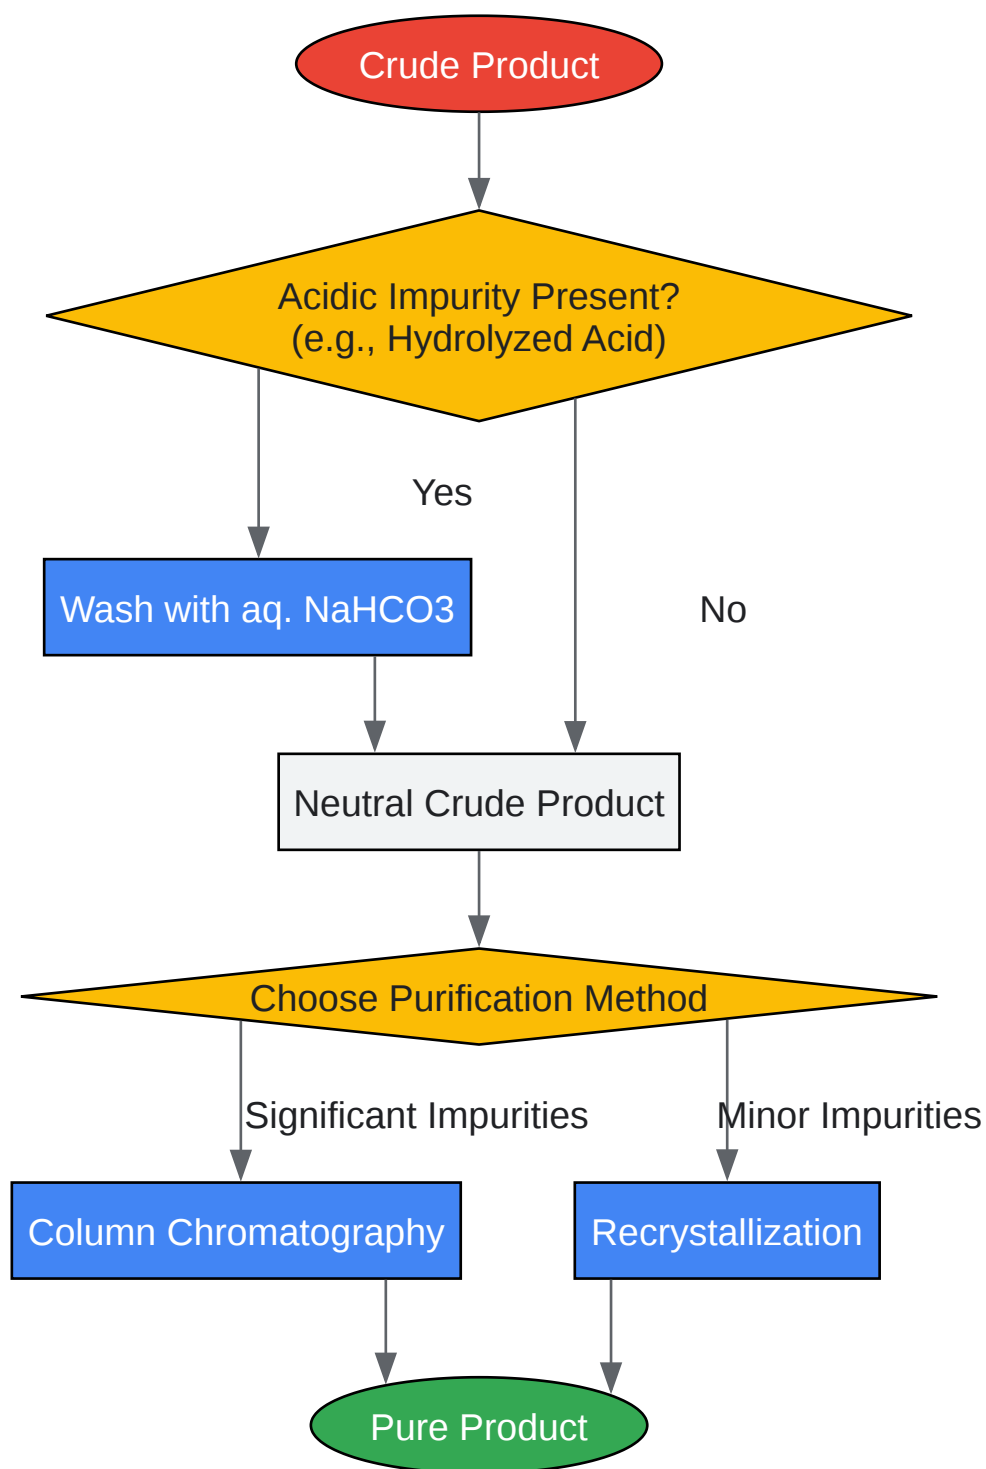 Crude Product
Acidic Impurity Present?
(e.g., Hydrolyzed Acid)
Yes
Wash with aq. NaHCO3
No
Neutral Crude Product
Choose Purification Method
Significant Impurities
Minor Impurities
Column Chromatography
Recrystallization
Pure Product